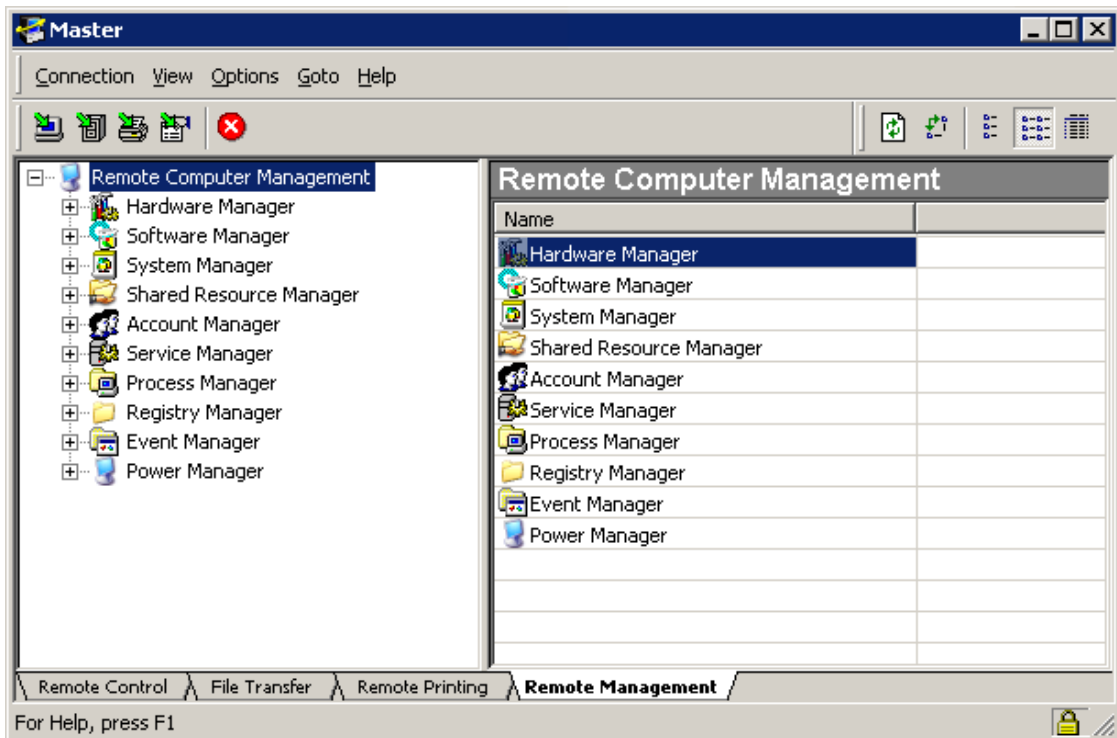 Master
Connection View Options Goto Help
Remote Computer Management
Hardware Manager
Software Manager
System Manager
Shared Resource Manager
Account Manager
Service Manager
Process Manager
Registry Manager
Event Manager
Power Manager
Remote Computer Management
Name
Hardware Manager
Software Manager
System Manager
Shared Resource Manager
Account Manager
Service Manager
Process Manager
Registry Manager
Event Manager
Power Manager
Remote Control File Transfer Remote Printing Remote Management
For Help, press F1